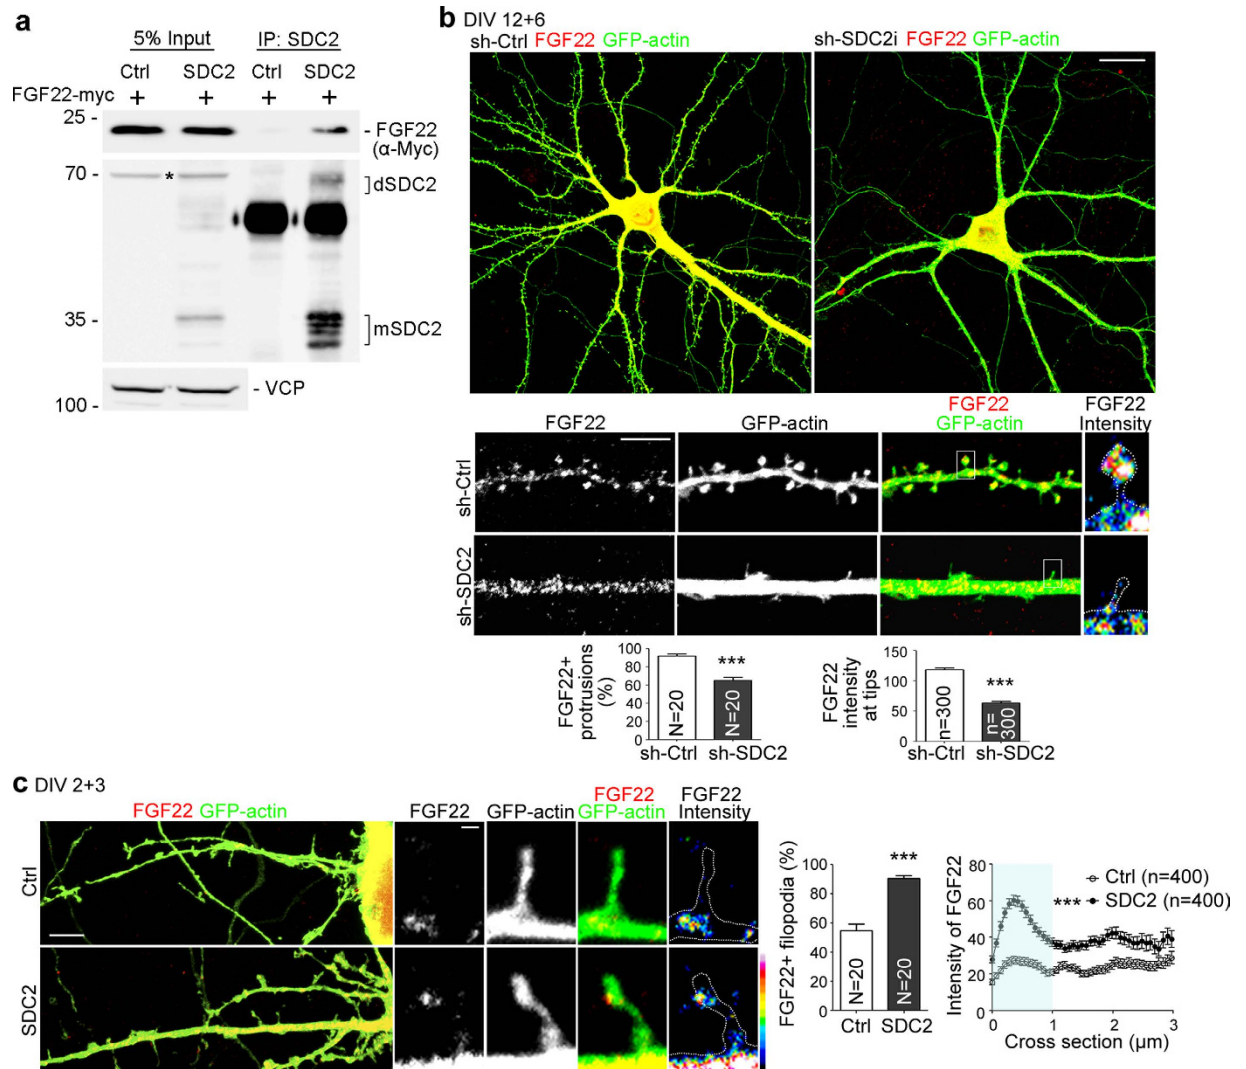 a
5% Input IP: SDC2
Ctrl SDC2 Ctrl SDC2
FGF22-myc + + + +
25 -
- FGF22
(α-Myc)
70 - * dSDC2
35 - mSDC2
- VCP
100 -
b DIV 12+6
sh-Ctrl FGF22 GFP-actin
sh-SDC2i FGF22 GFP-actin
FGF22 GFP-actin FGF22 GFP-actin FGF22 Intensity
sh-Ctrl
sh-SDC2
FGF22+ protrusions (%)
100
80
60
40
20
0
***
N=20 N=20
sh-Ctrl sh-SDC2
FGF22 intensity at tips
150
100
50
0
***
n=300 n=300
sh-Ctrl sh-SDC2
c DIV 2+3
FGF22 GFP-actin
FGF22 GFP-actin FGF22 GFP-actin FGF22 Intensity
Ctrl
SDC2
FGF22+ filopodia (%)
100
80
60
40
20
0
***
N=20 N=20
Ctrl SDC2
Intensity of FGF22
80
60
40
20
0
Ctrl (n=400)
*** SDC2 (n=400)
0 1 2 3
Cross section (µm)